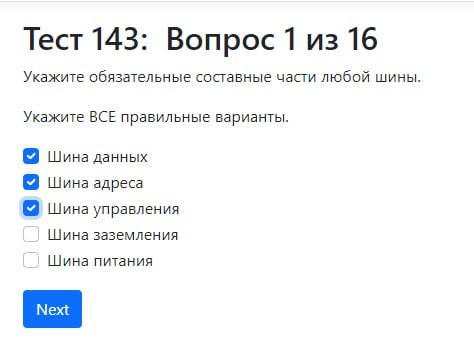 Тест 143: Вопрос 1 из 16
Укажите обязательные составные части любой шины.
Укажите ВСЕ правильные варианты.
Шина данных
Шина адреса
Шина управления
Шина заземления
Шина питания
Next